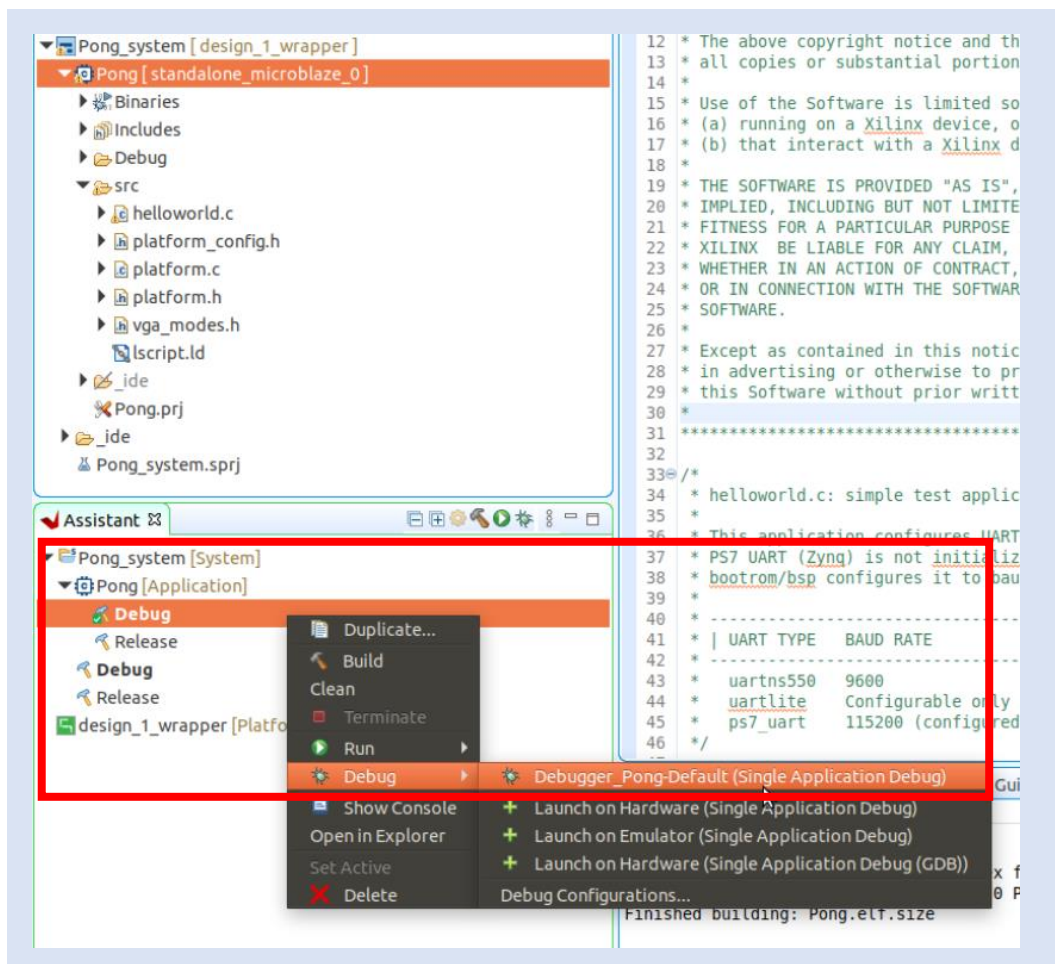 Pong_system [ design_1_wrapper ]
Pong [ standalone_microblaze_0 ]
Binaries
Includes
Debug
src
helloworld.c
platform_config.h
platform.c
platform.h
vga_modes.h
lscript.ld
_ide
Pong.prj
_ide
Pong_system.sprj
12 * The above copyright notice and th
13 * all copies or substantial portion
14 *
15 * Use of the Software is limited so
16 * (a) running on a Xilinx device, o
17 * (b) that interact with a Xilinx d
18 *
19 * THE SOFTWARE IS PROVIDED "AS IS",
20 * IMPLIED, INCLUDING BUT NOT LIMITE
21 * FITNESS FOR A PARTICULAR PURPOSE
22 * XILINX  BE LIABLE FOR ANY CLAIM,
23 * WHETHER IN AN ACTION OF CONTRACT,
24 * OR IN CONNECTION WITH THE SOFTWAR
25 * SOFTWARE.
26 *
27 * Except as contained in this notic
28 * in advertising or otherwise to pr
29 * this Software without prior writt
30 *
31 ***********************************
32
33 /*
34  * helloworld.c: simple test applic
35  *
36  * This application configures UART
37  * PS7 UART (Zynq) is not initializ
38  * bootrom/bsp configures it to bau
39  *
40  * --------------------------------
41  * | UART TYPE   BAUD RATE
42  * --------------------------------
43  *   uartns550   9600
44  *   uartlite    Configurable only
45  *   ps7_uart    115200 (configured
46  */
Assistant
Pong_system [System]
Pong [Application]
Debug
Release
Debug
Release
design_1_wrapper [Platfo
Duplicate...
Build
Clean
Terminate
Run
Debug
Show Console
Open in Explorer
Set Active
Delete
Debugger_Pong-Default (Single Application Debug)
Launch on Hardware (Single Application Debug)
Launch on Emulator (Single Application Debug)
Launch on Hardware (Single Application Debug (GDB))
Debug Configurations...
Gui
x f
0 P
Finished building: Pong.elf.size